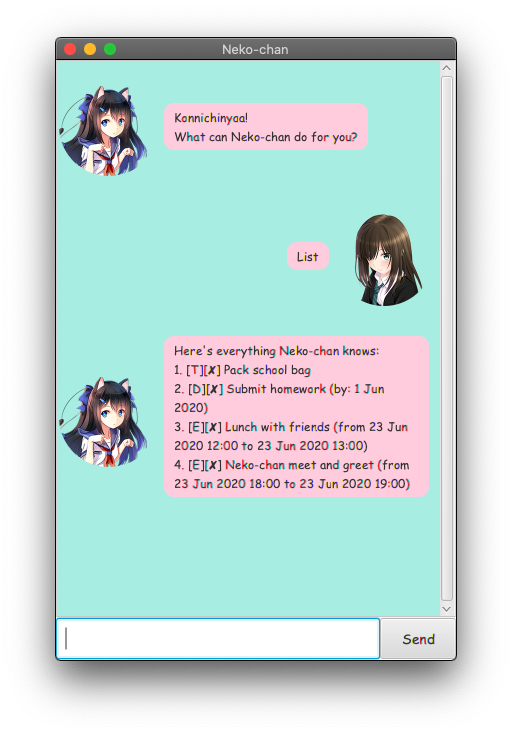 Neko-chan
Konnichinyaa!
What can Neko-chan do for you?
List
Here's everything Neko-chan knows:
1. [T][✘] Pack school bag
2. [D][✘] Submit homework (by: 1 Jun
2020)
3. [E][✘] Lunch with friends (from 23 Jun
2020 12:00 to 23 Jun 2020 13:00)
4. [E][✘] Neko-chan meet and greet (from
23 Jun 2020 18:00 to 23 Jun 2020 19:00)
Send